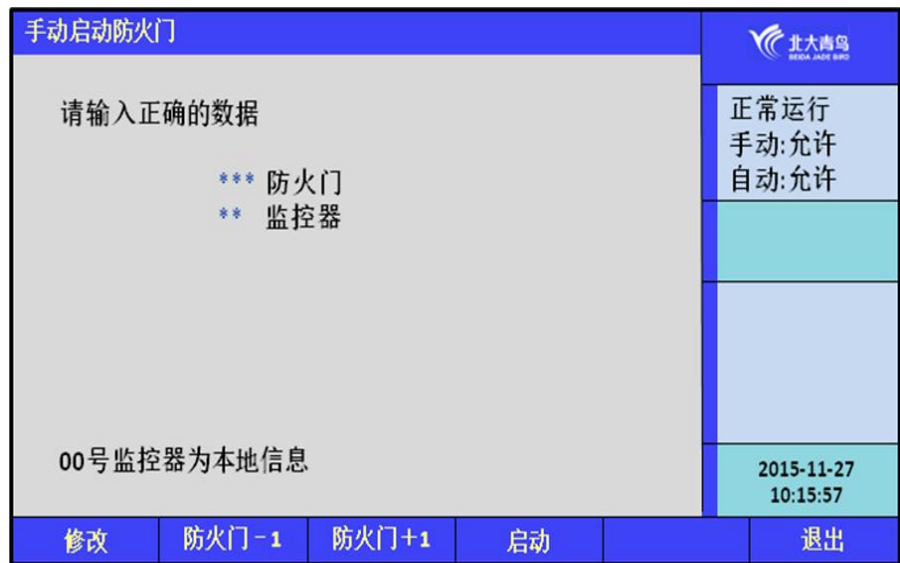 手动启动防火门
北大青鸟
BEIDA JADE BIRD
请输入正确的数据
*** 防火门
** 监控器
00号监控器为本地信息
正常运行
手动:允许
自动:允许
2015-11-27
10:15:57
修改 防火门-1 防火门+1 启动 退出